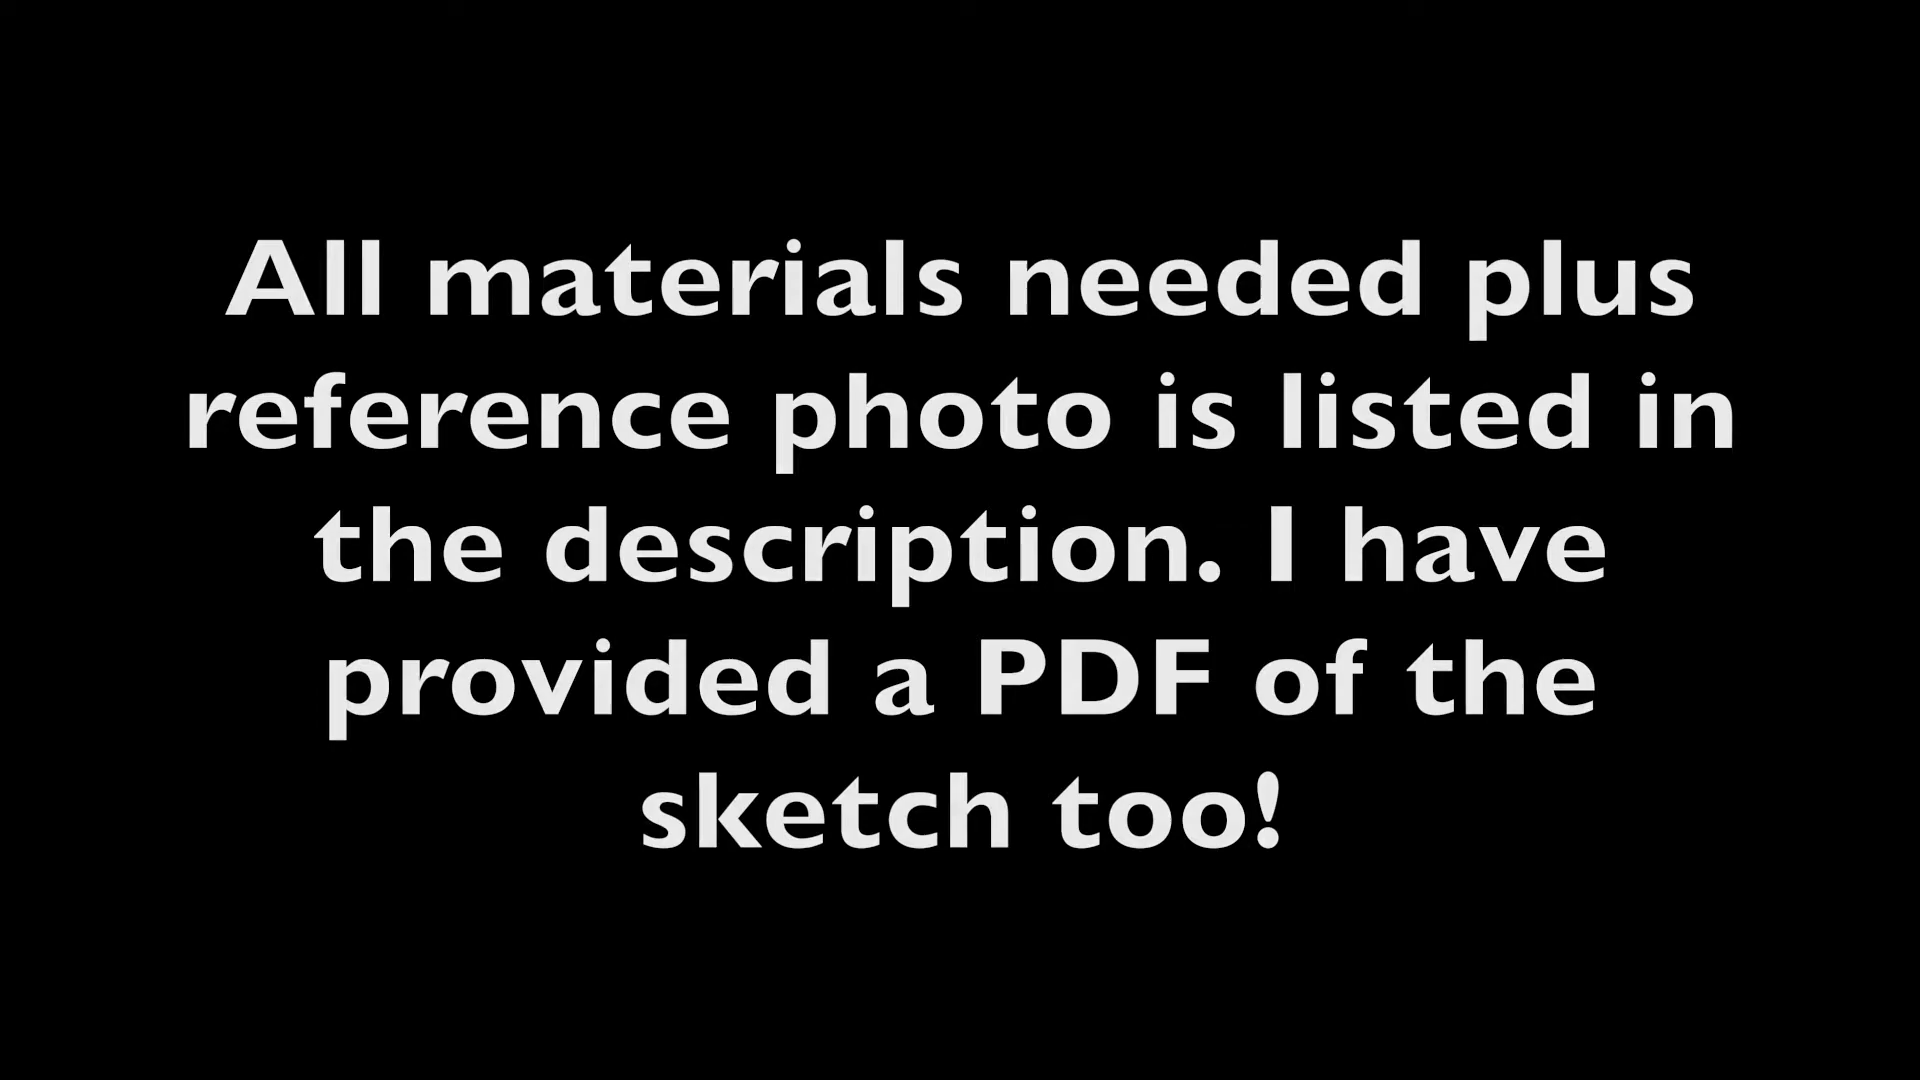 All materials needed plus
reference photo is listed in
the description. I have
provided a PDF of the
sketch too!